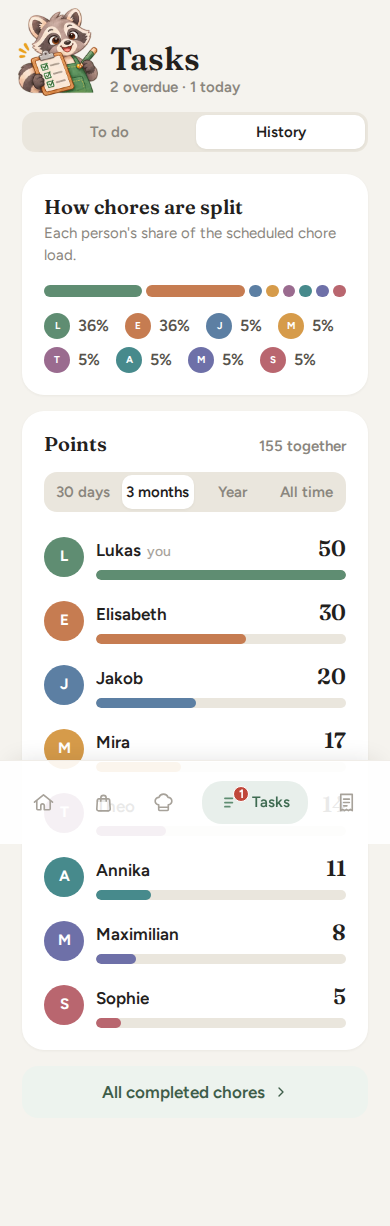 Tasks
2 overdue · 1 today
To do History
How chores are split
Each person's share of the scheduled chore
load.
L 36% E 36% J 5% M 5%
T 5% A 5% M 5% S 5%
Points 155 together
30 days 3 months Year All time
L Lukas you 50
E Elisabeth 30
J Jakob 20
M Mira 17
T Theo 14
1 Tasks
A Annika 11
M Maximilian 8
S Sophie 5
All completed chores